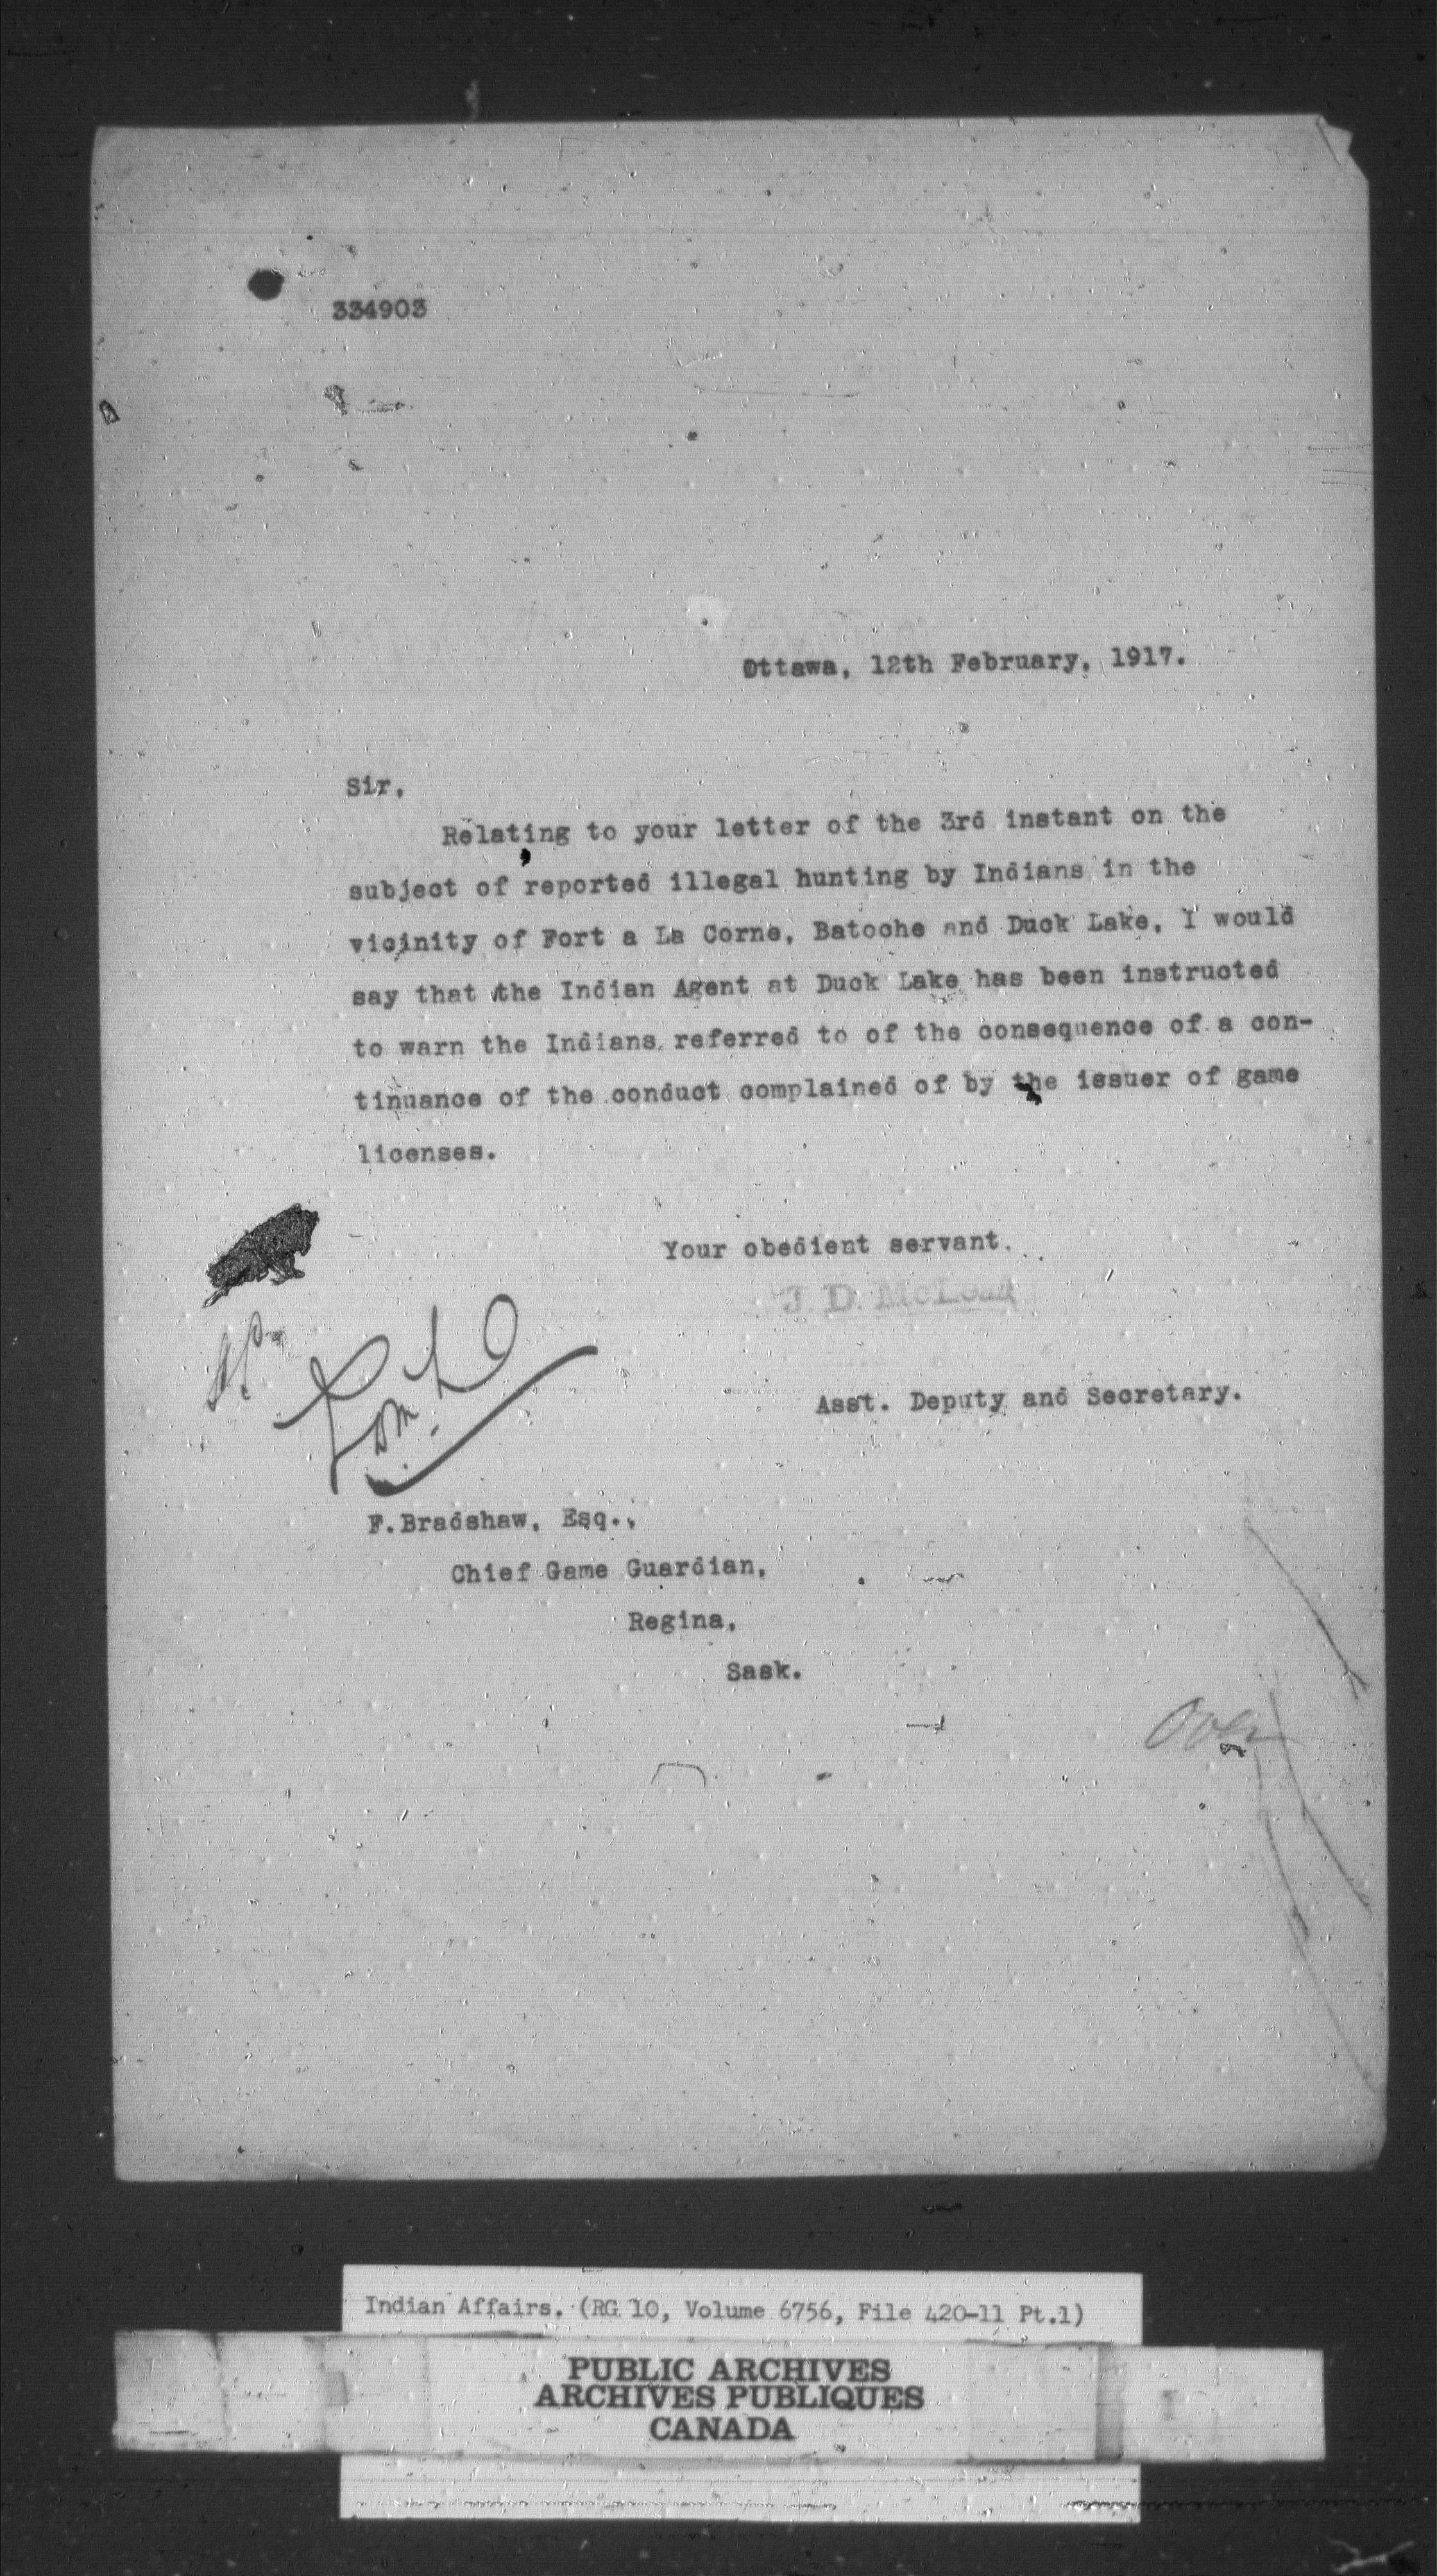 334903
Ottawa, 12th February, 1917.
Sir,
Relating to your letter of the 3rd instant on the
subject of reported illegal hunting by Indians in the
vicinity of Fort a La Corne, Batoche and Duck Lake, I would
say that the Indian Agent at Duck Lake has been instructed
to warn the Indians referred to of the consequence of a con-
tinuance of the conduct complained of by the issuer of game
licenses.
Your obedient servant.
J. D. McLean
Asst. Deputy and Secretary.
F.Bradshaw, Esq.,
Chief Game Guardian,
Regina,
Sask.
Over
Indian Affairs. (RG 10, Volume 6756, File 420-11 Pt.1)
PUBLIC ARCHIVES
ARCHIVES PUBLIQUES
CANADA